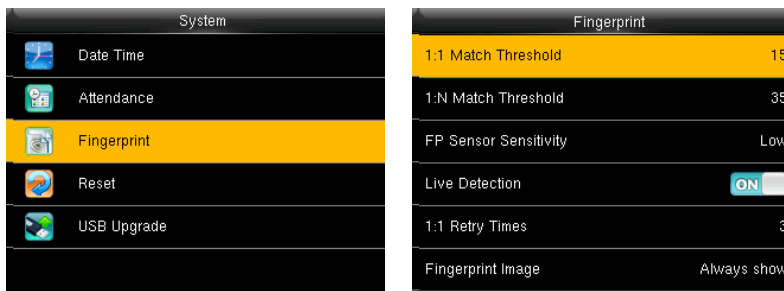 System
Date Time
Attendance
Fingerprint
Reset
USB Upgrade
Fingerprint
1:1 Match Threshold 15
1:N Match Threshold 35
FP Sensor Sensitivity Low
Live Detection ON
1:1 Retry Times 3
Fingerprint Image Always show